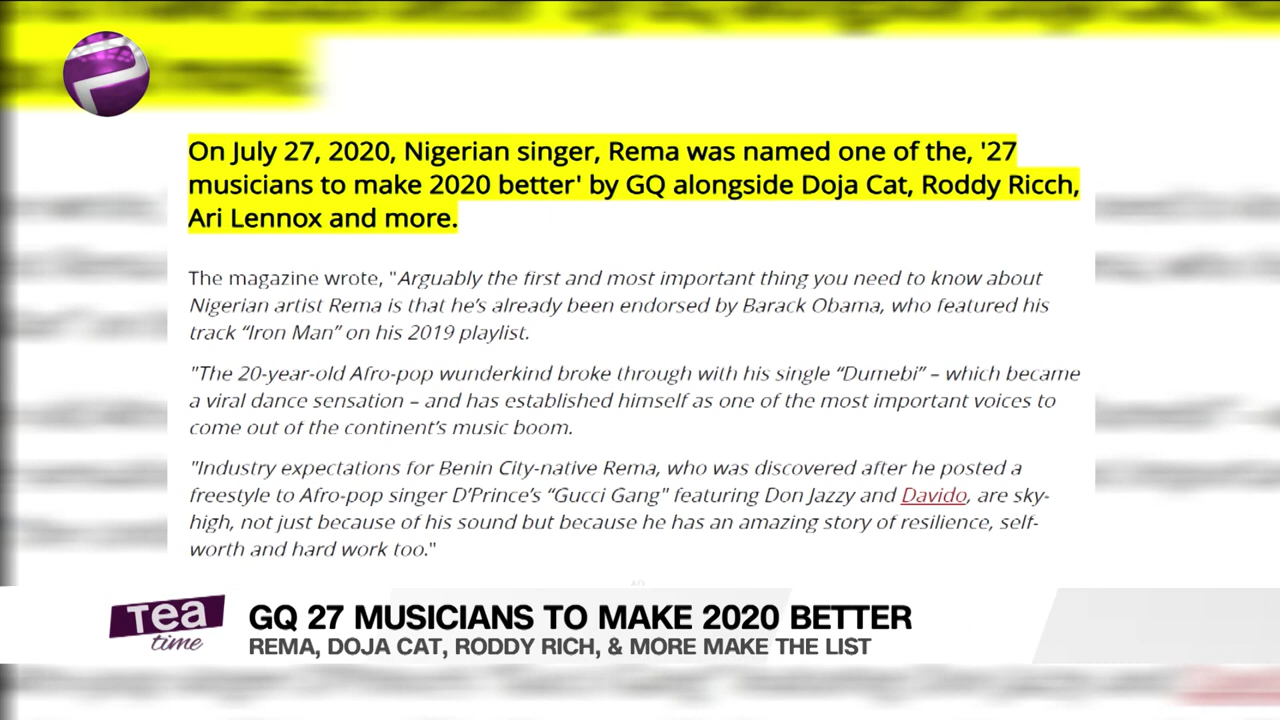 On July 27, 2020, Nigerian singer, Rema was named one of the, '27
musicians to make 2020 better' by GQ alongside Doja Cat, Roddy Ricch,
Ari Lennox and more.
The magazine wrote, "Arguably the first and most important thing you need to know about
Nigerian artist Rema is that he's already been endorsed by Barack Obama, who featured his
track “Iron Man” on his 2019 playlist.
"The 20-year-old Afro-pop wunderkind broke through with his single “Dumebi” – which became
a viral dance sensation – and has established himself as one of the most important voices to
come out of the continent’s music boom.
"Industry expectations for Benin City-native Rema, who was discovered after he posted a
freestyle to Afro-pop singer D’Prince’s “Gucci Gang" featuring Don Jazzy and Davido, are sky-
high, not just because of his sound but because he has an amazing story of resilience, self-
worth and hard work too."
Tea
time
GQ 27 MUSICIANS TO MAKE 2020 BETTER
REMA, DOJA CAT, RODDY RICH, & MORE MAKE THE LIST